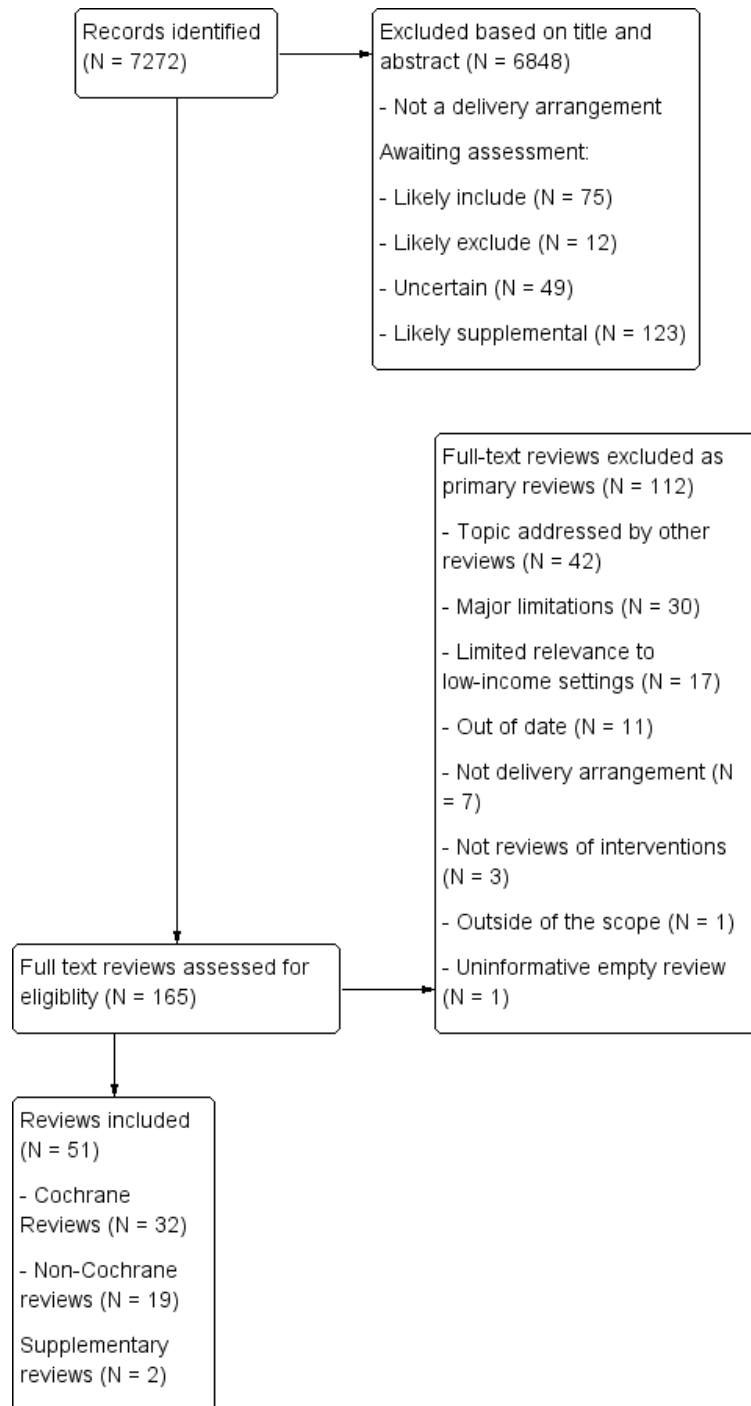 Records identified
(N = 7272)
Excluded based on title and
abstract (N = 6848)
- Not a delivery arrangement
Awaiting assessment:
- Likely include (N = 75)
- Likely exclude (N = 12)
- Uncertain (N = 49)
- Likely supplemental (N = 123)
Full-text reviews excluded as
primary reviews (N = 112)
- Topic addressed by other
reviews (N = 42)
- Major limitations (N = 30)
- Limited relevance to
low-income settings (N = 17)
- Out of date (N = 11)
- Not delivery arrangement (N
= 7)
- Not reviews of interventions
(N = 3)
- Outside of the scope (N = 1)
- Uninformative empty review
(N = 1)
Full text reviews assessed for
eligiblity (N = 165)
Reviews included
(N = 51)
- Cochrane
Reviews (N = 32)
- Non-Cochrane
reviews (N = 19)
Supplementary
reviews (N = 2)